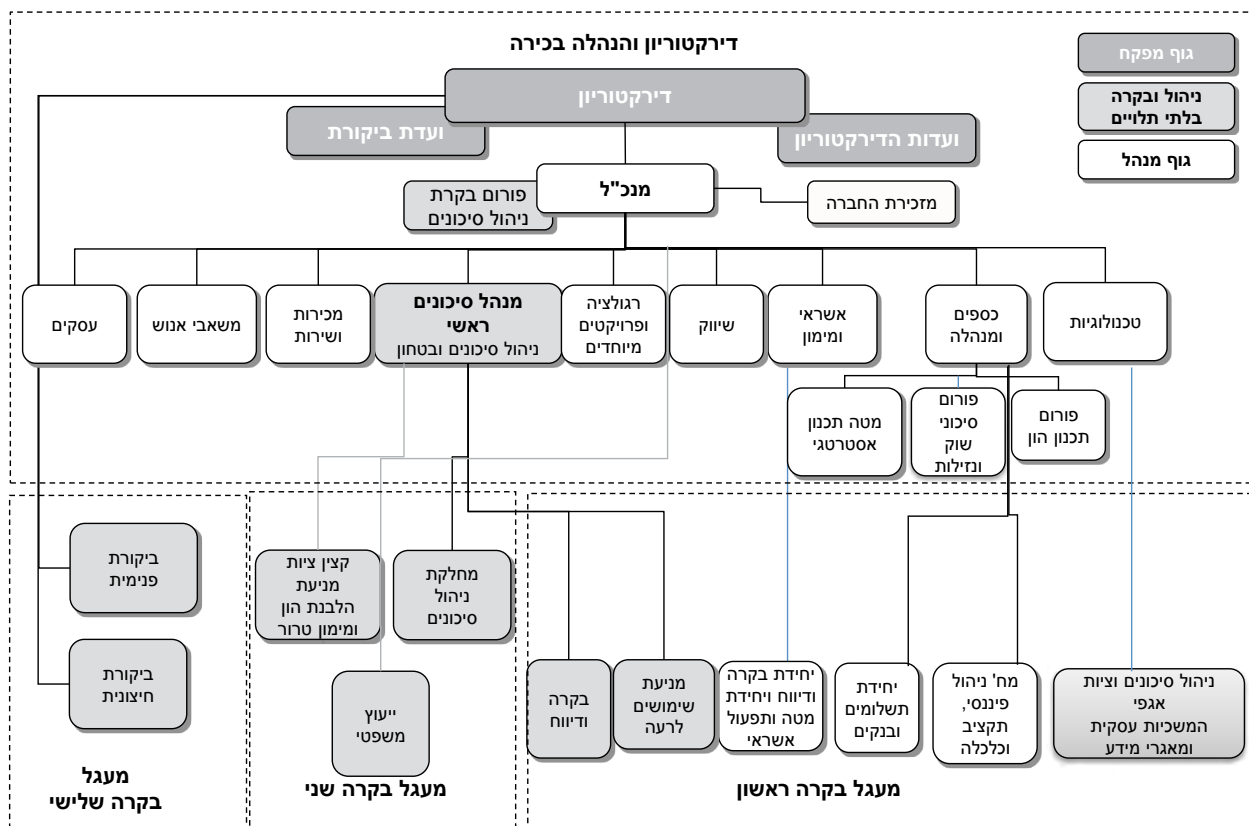 דירקטוריון והנהלה בכירה
גוף מפקח
ניהול ובקרה
בלתי תלויים
גוף מנהל
דירקטוריון
ועדות הדירקטוריון
ועדת ביקורת
מנכ"ל
מזכירת החברה
פורום בקרת
ניהול סיכונים
טכנולוגיות
כספים
ומנהלה
אשראי
ומימון
שיווק
רגולציה
ופרויקטים
מיוחדים
מנהל סיכונים
ראשי
ניהול סיכונים ובטחון
מכירות
ושירות
משאבי אנוש
עסקים
פורום
תכנון הון
פורום
סיכוני
שוק
ונזילות
מטה תכנון
אסטרטגי
ניהול סיכונים וציות
אגפי
המשכיות עסקית
ומאגרי מידע
מח' ניהול
פיננסי,
תקציב
וכלכלה
יחידת
תשלומים
ובנקים
יחידת בקרה
ודיווח ויחידת
מטה ותפעול
אשראי
מניעת
שימושים
לרעה
בקרה
ודיווח
מעגל בקרה ראשון
מחלקת
ניהול
סיכונים
קצין ציות
מניעת
הלבנת הון
ומימון טרור
ייעוץ
משפטי
מעגל בקרה שני
ביקורת
פנימית
ביקורת
חיצונית
מעגל
בקרה שלישי